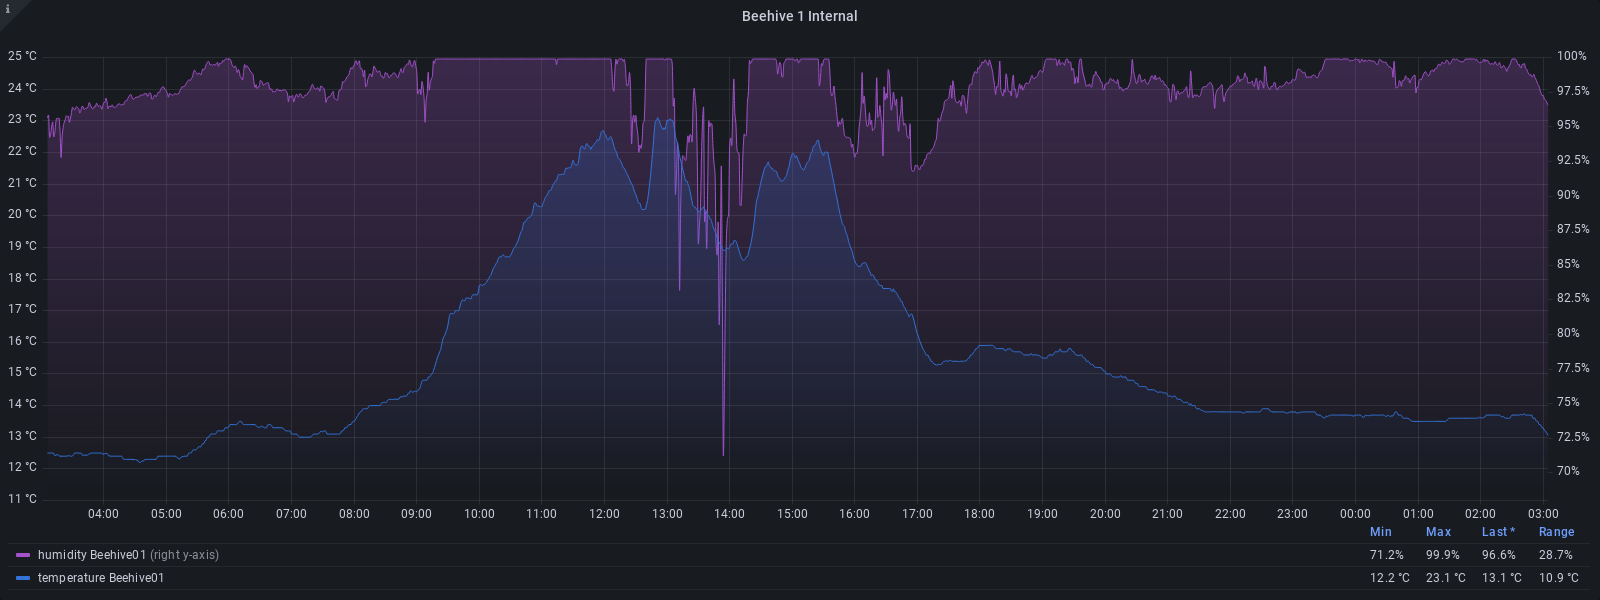 i
Beehive 1 Internal
25 °C 100%
24 °C 97.5%
23 °C 95%
22 °C 92.5%
21 °C 90%
20 °C 87.5%
19 °C 85%
18 °C 82.5%
17 °C 80%
16 °C 77.5%
15 °C 75%
14 °C 72.5%
13 °C 70%
12 °C
11 °C
04:00 05:00 06:00 07:00 08:00 09:00 10:00 11:00 12:00 13:00 14:00 15:00 16:00 17:00 18:00 19:00 20:00 21:00 22:00 23:00 00:00 01:00 02:00 03:00
Min Max Last * Range
humidity Beehive01 (right y-axis) 71.2% 99.9% 96.6% 28.7%
temperature Beehive01 12.2 °C 23.1 °C 13.1 °C 10.9 °C